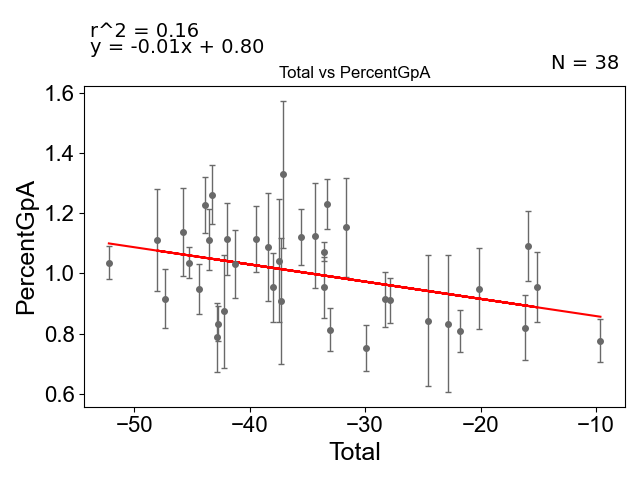 r^2 = 0.16
y = -0.01x + 0.80
N = 38
Total vs PercentGpA
PercentGpA
1.6
1.4
1.2
1.0
0.8
0.6
−50
−40
−30
−20
−10
Total